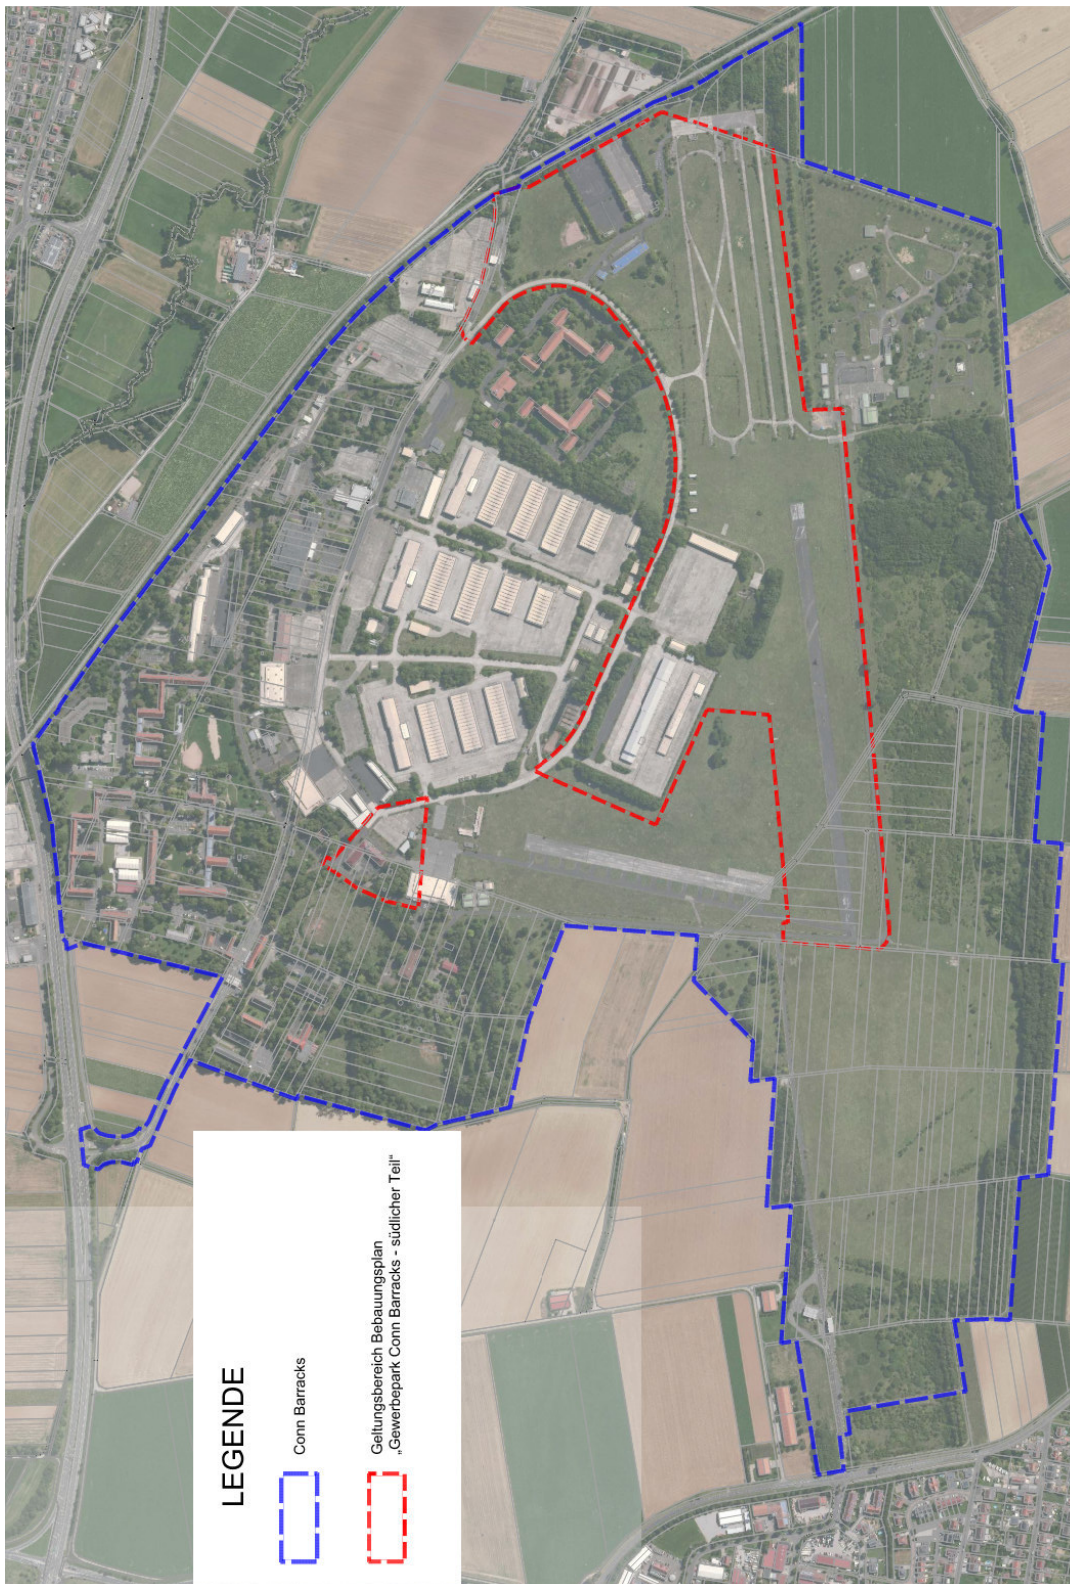 LEGENDE
Conn Barracks
Geltungsbereich Bebauungsplan
„Gewerbepark Conn Barracks - südlicher Teil“